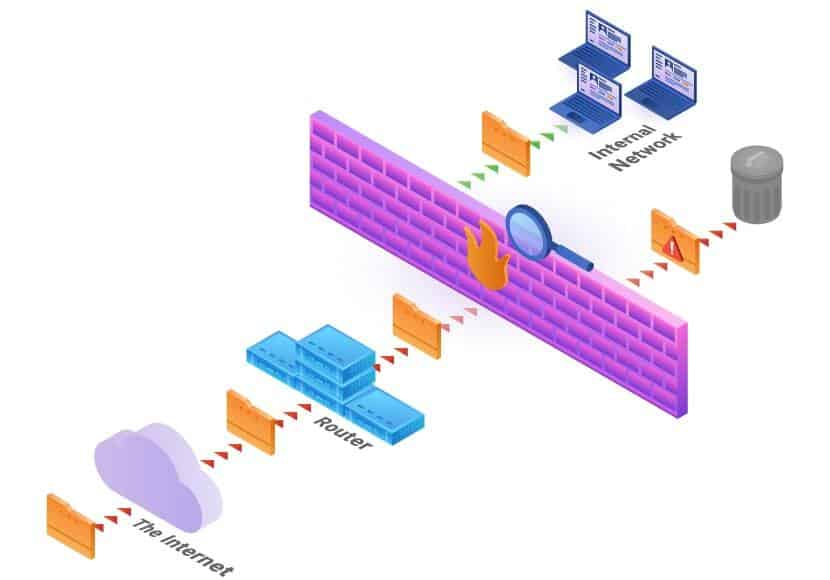 Internal
Network
Router
The Internet